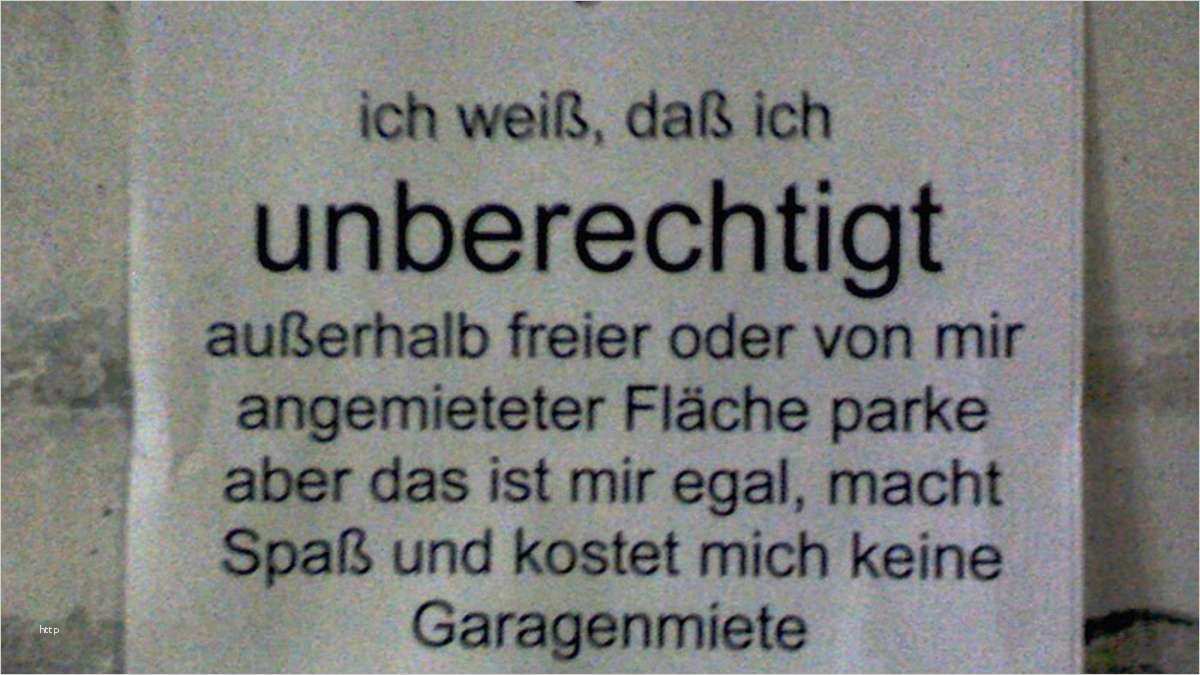 ich weiß, daß ich
unberechtigt
außerhalb freier oder von mir
angemieteter Fläche parke
aber das ist mir egal, macht
Spaß und kostet mich keine
Garagenmiete
http